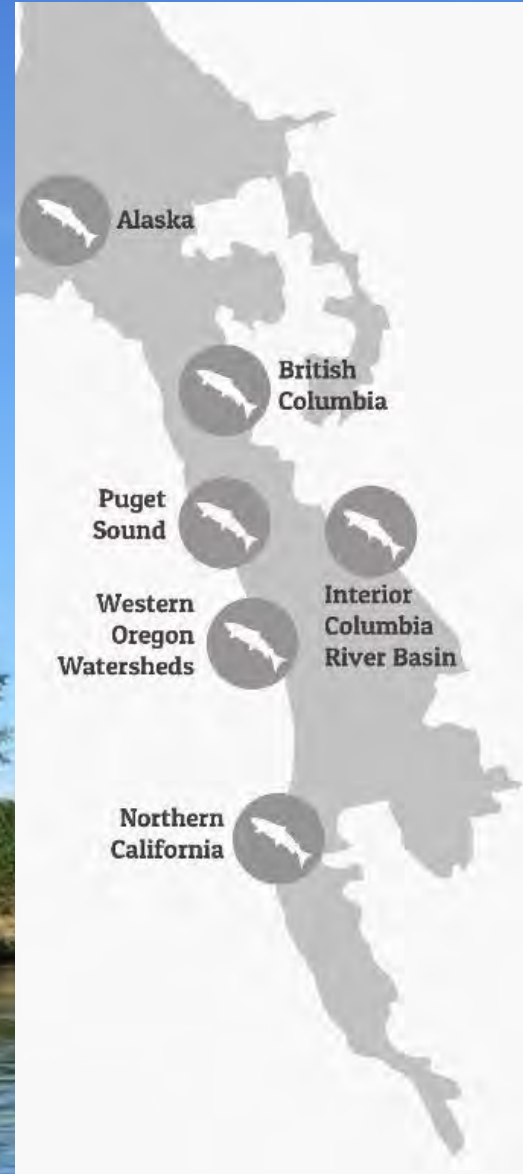 Alaska
British
Columbia
Puget
Sound
Western
Oregon
Watersheds
Interior
Columbia
River Basin
Northern
California